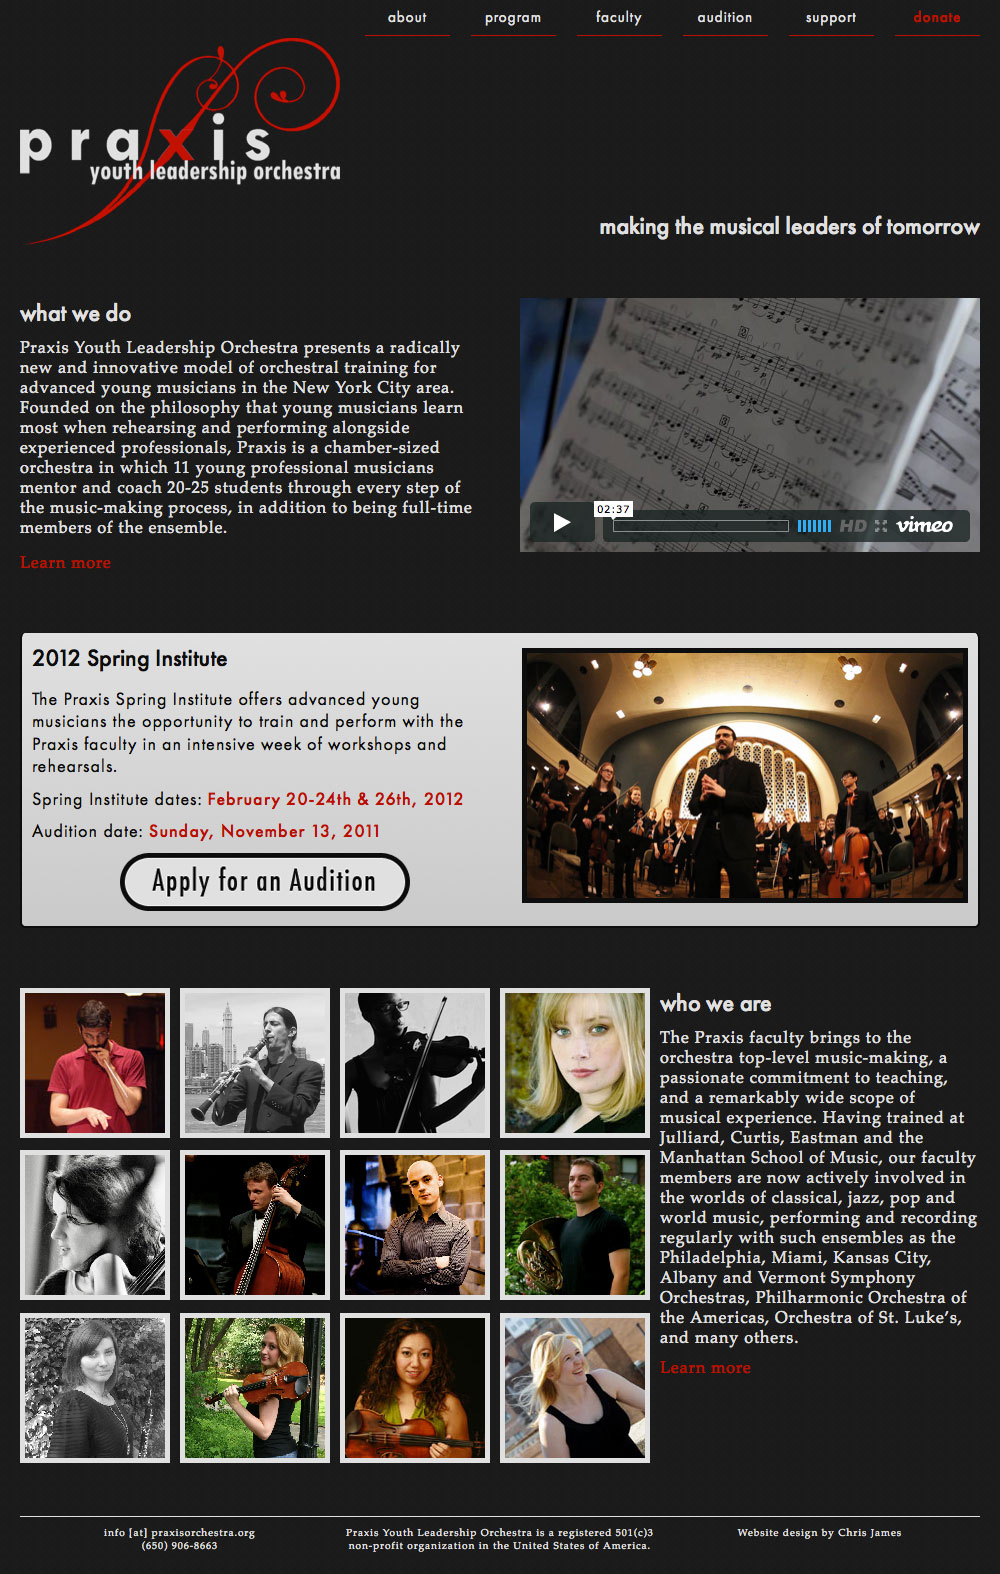 about program faculty audition support donate
praxis
youth leadership orchestra
making the musical leaders of tomorrow
what we do
Praxis Youth Leadership Orchestra presents a radically
new and innovative model of orchestral training for
advanced young musicians in the New York City area.
Founded on the philosophy that young musicians learn
most when rehearsing and performing alongside
experienced professionals, Praxis is a chamber-sized
orchestra in which 11 young professional musicians
mentor and coach 20-25 students through every step of
the music-making process, in addition to being full-time
members of the ensemble.
Learn more
02:37
HD vimeo
2012 Spring Institute
The Praxis Spring Institute offers advanced young
musicians the opportunity to train and perform with the
Praxis faculty in an intensive week of workshops and
rehearsals.
Spring Institute dates: February 20-24th & 26th, 2012
Audition date: Sunday, November 13, 2011
Apply for an Audition
who we are
The Praxis faculty brings to the
orchestra top-level music-making, a
passionate commitment to teaching,
and a remarkably wide scope of
musical experience. Having trained at
Julliard, Curtis, Eastman and the
Manhattan School of Music, our faculty
members are now actively involved in
the worlds of classical, jazz, pop and
world music, performing and recording
regularly with such ensembles as the
Philadelphia, Miami, Kansas City,
Albany and Vermont Symphony
Orchestras, Philharmonic Orchestra of
the Americas, Orchestra of St. Luke's,
and many others.
Learn more
info [at] praxisorchestra.org
(650) 906-8663
Praxis Youth Leadership Orchestra is a registered 501(c)3
non-profit organization in the United States of America.
Website design by Chris James